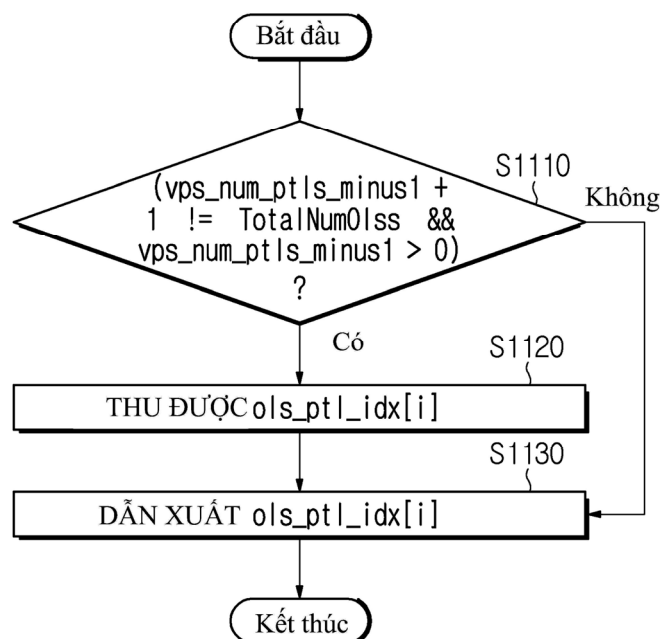 Bắt đầu
S1110
(vps_num_ptls_minus1 +
1 != TotalNumOlss &&
vps_num_ptls_minus1 > 0)
?
Không
Có
S1120
THU ĐƯỢC ols_ptl_idx[i]
S1130
DẪN XUẤT ols_ptl_idx[i]
Kết thúc